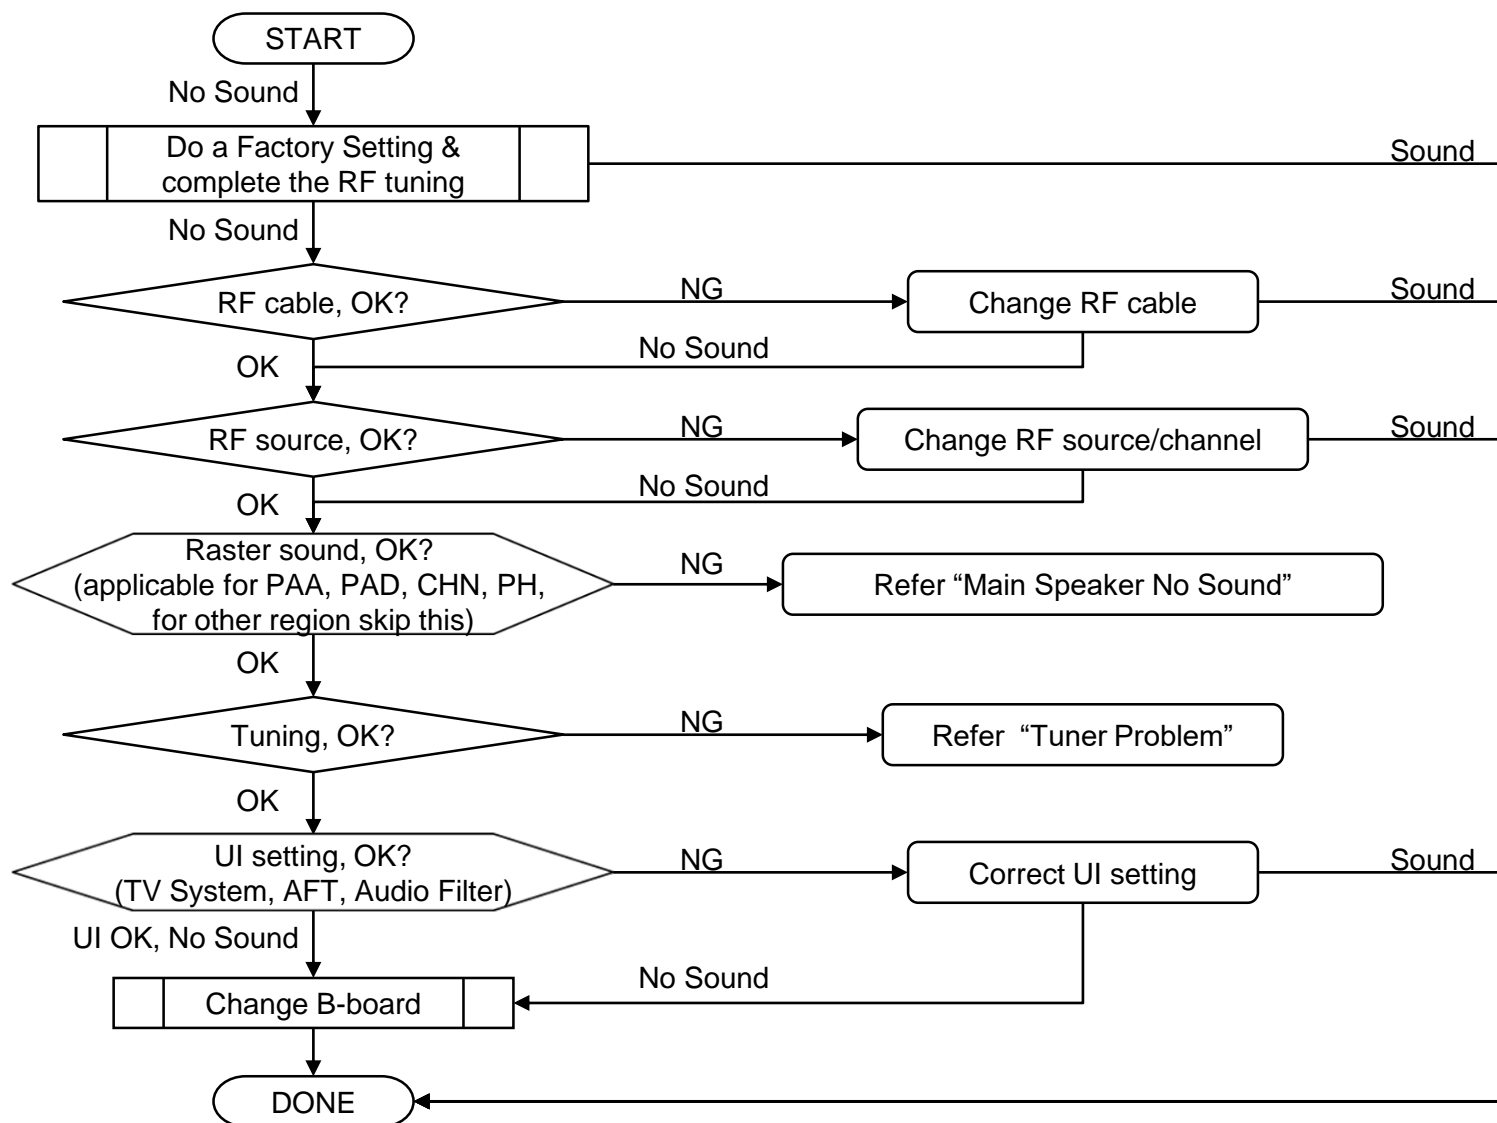 START
No Sound
Do a Factory Setting &
complete the RF tuning
Sound
No Sound
RF cable, OK?
NG
Change RF cable
Sound
No Sound
OK
RF source, OK?
NG
Change RF source/channel
Sound
No Sound
OK
Raster sound, OK?
(applicable for PAA, PAD, CHN, PH,
for other region skip this)
NG
Refer “Main Speaker No Sound”
OK
Tuning, OK?
NG
Refer “Tuner Problem”
OK
UI setting, OK?
(TV System, AFT, Audio Filter)
NG
Correct UI setting
Sound
UI OK, No Sound
No Sound
Change B-board
DONE